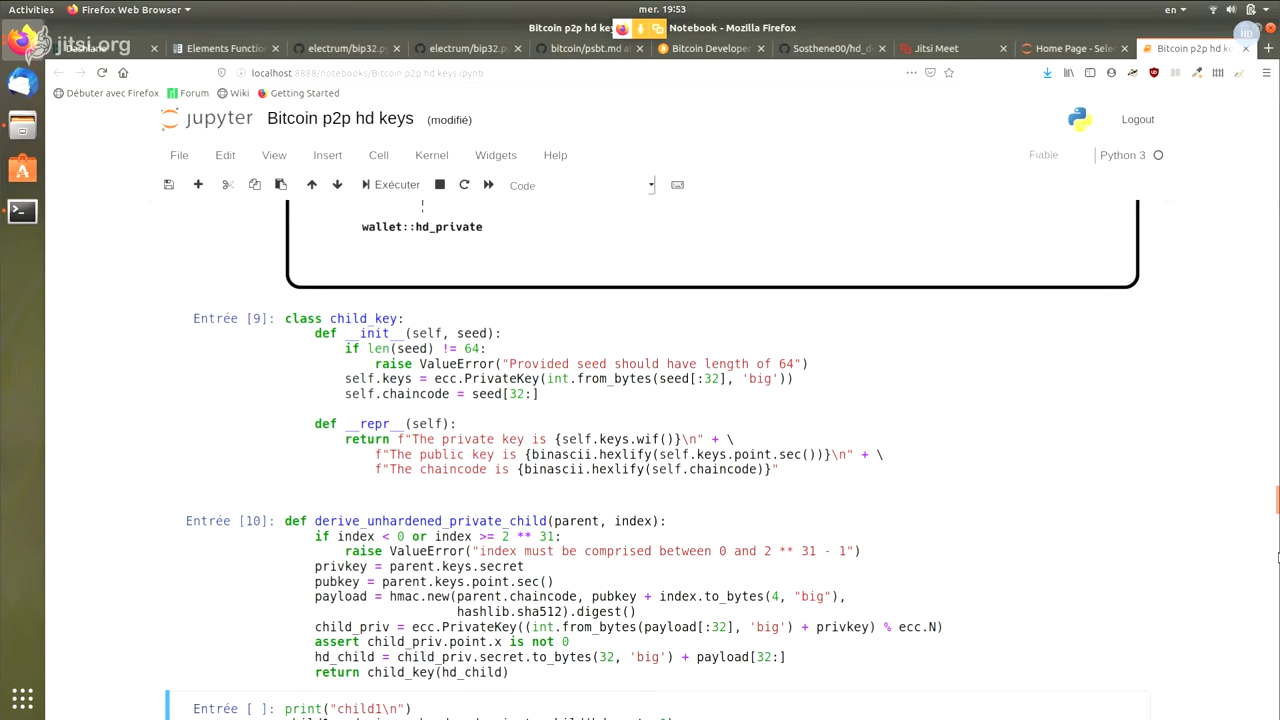 Activities
Firefox Web Browser
mer. 19:53
en
Bitcoin p2p hd ke
Notebook - Mozilla Firefox
HD
jitsi.org
Elements Functio
electrum/bip32.py
electrum/bip32.p
bitcoin/psbt.md a
Bitcoin Developer
Sosthene00/hd_d
Jitsi Meet
Home Page - Sele
Bitcoin p2p hd key
localhost:8888/notebooks/Bitcoin p2p hd keys.ipynb
Débuter avec Firefox
Forum
Wiki
Getting Started
jupyter
Bitcoin p2p hd keys
(modifié)
Logout
File
Edit
View
Insert
Cell
Kernel
Widgets
Help
Fiable
Python 3
Exécuter
Code
wallet::hd_private
Entrée [9]:
class child_key:
def __init__(self, seed):
if len(seed) != 64:
raise ValueError("Provided seed should have length of 64")
self.keys = ecc.PrivateKey(int.from_bytes(seed[:32], 'big'))
self.chaincode = seed[32:]
def __repr__(self):
return f"The private key is {self.keys.wif()}\n" + \
f"The public key is {binascii.hexlify(self.keys.point.sec())}\n" + \
f"The chaincode is {binascii.hexlify(self.chaincode)}"
Entrée [10]:
def derive_unhardened_private_child(parent, index):
if index < 0 or index >= 2 ** 31:
raise ValueError("index must be comprised between 0 and 2 ** 31 - 1")
privkey = parent.keys.secret
pubkey = parent.keys.point.sec()
payload = hmac.new(parent.chaincode, pubkey + index.to_bytes(4, "big"),
hashlib.sha512).digest()
child_priv = ecc.PrivateKey((int.from_bytes(payload[:32], 'big') + privkey) % ecc.N)
assert child_priv.point.x is not 0
hd_child = child_priv.secret.to_bytes(32, 'big') + payload[32:]
return child_key(hd_child)
Entrée [ ]:
print("child1\n")